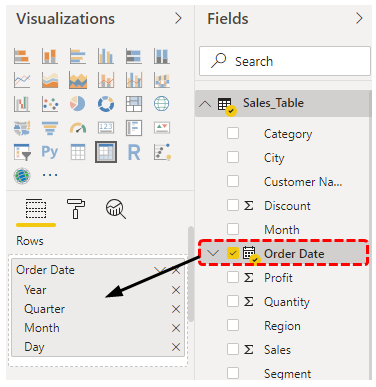 Visualizations
Fields
Search
Py
123
R
Rows
Order Date
Year
Quarter
Month
Day
Sales_Table
Category
City
Customer Na...
Σ Discount
Month
Order Date
Σ Profit
Σ Quantity
Region
Σ Sales
Segment